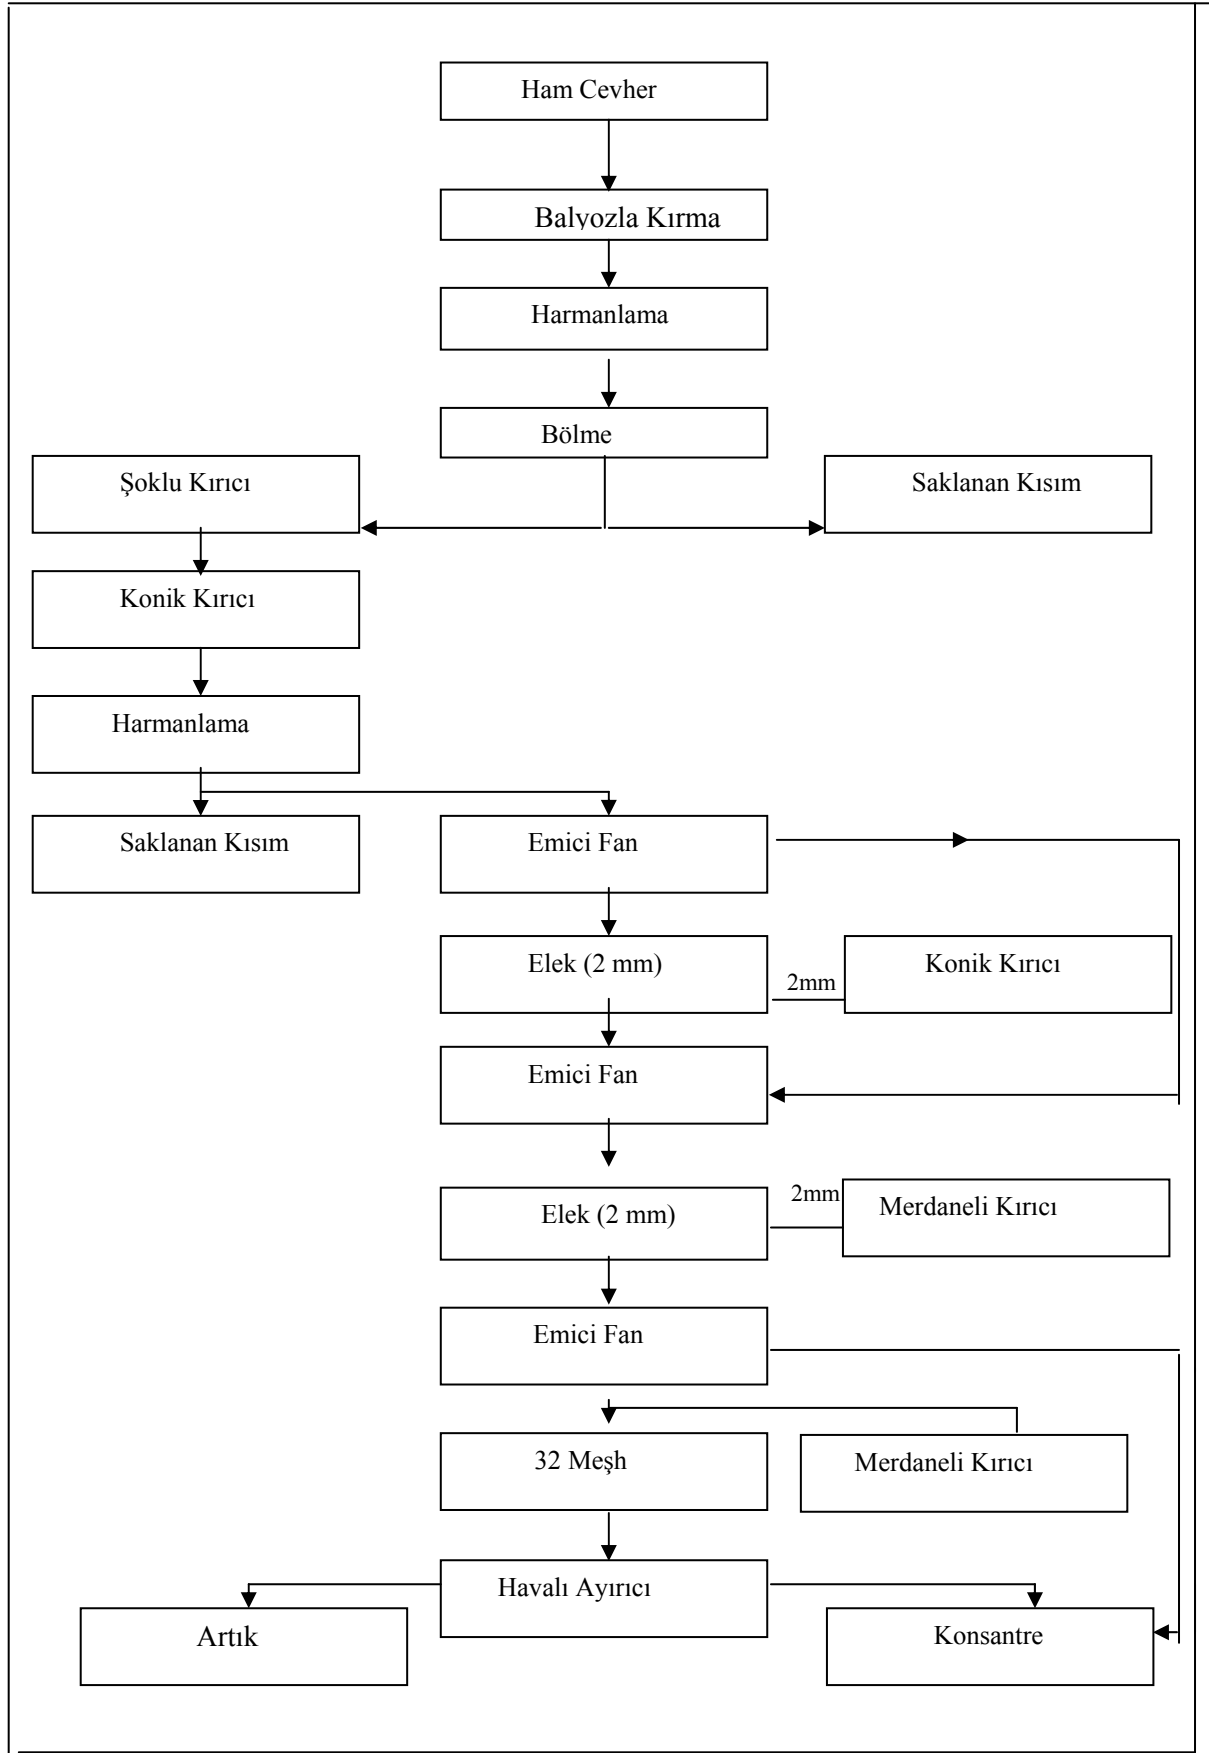 Ham Cevher
Balyozla Kırma
Harmanlama
Bölme
Şoklu Kırıcı
Saklanan Kısım
Konik Kırıcı
Harmanlama
Saklanan Kısım
Emici Fan
Elek (2 mm)
2mm
Konik Kırıcı
Emici Fan
Elek (2 mm)
2mm
Merdaneli Kırıcı
Emici Fan
32 Meşh
Merdaneli Kırıcı
Havalı Ayırıcı
Artık
Konsantre